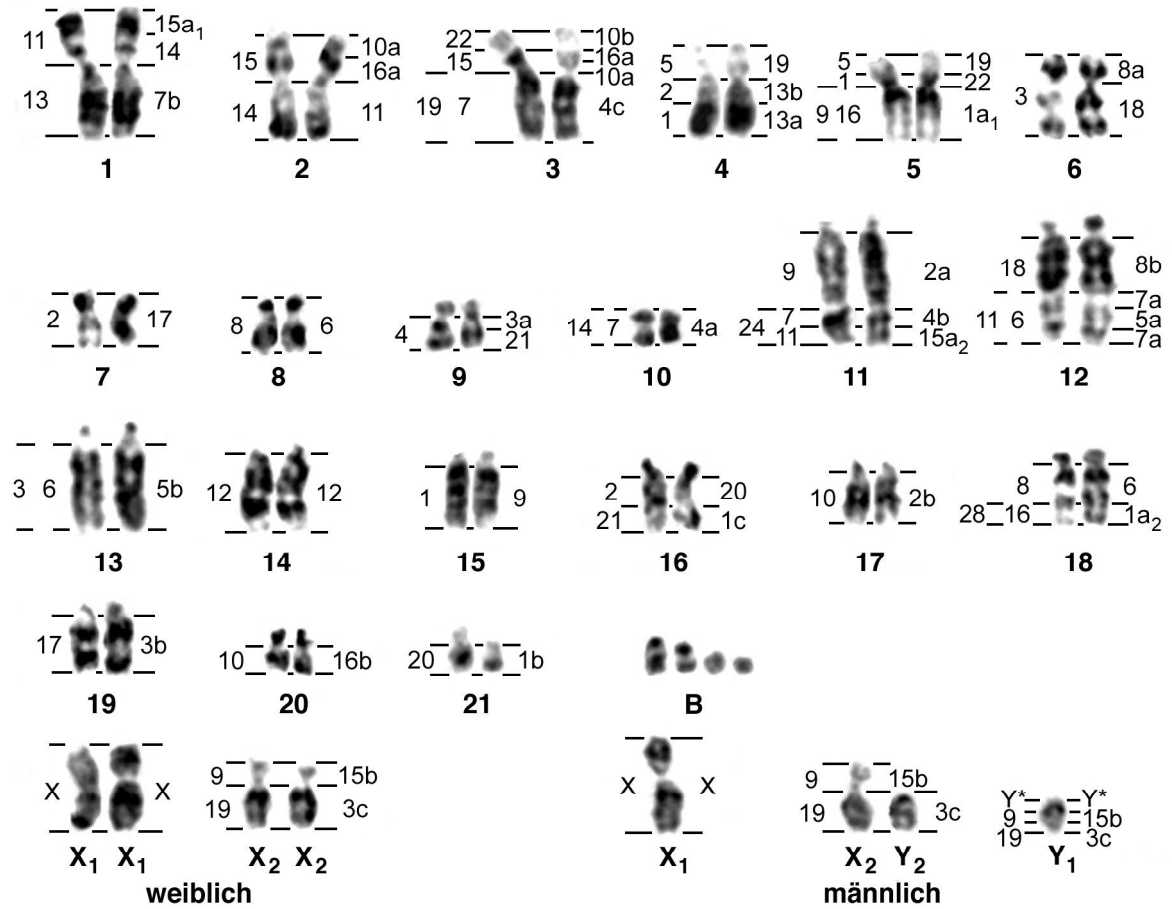 11 15a1 14 13 7b
15 10a 16a 14 11
22 15 10b 16a 10a 19 7 4c
5 19 2 13b 1 13a
5 19 1 22 9 16 1a1
8a 3 18
1 2 3 4 5 6
2 17
8 6
4 3a 21
14 7 4a
9 2a 7 4b 24 11 15a2
18 8b 7a 11 6 5a 7a
7 8 9 10 11 12
3 6 5b
12 12
1 9
2 20 21 1c
10 2b
8 6 28 16 1a2
13 14 15 16 17 18
17 3b
10 16b
20 1b
19 20 21 B
X X
9 15b 19 3c
X X
9 15b 19 3c
Y* Y* 9 15b 19 3c
X1 X1 X2 X2 X1 X2 Y2 Y1
weiblich männlich